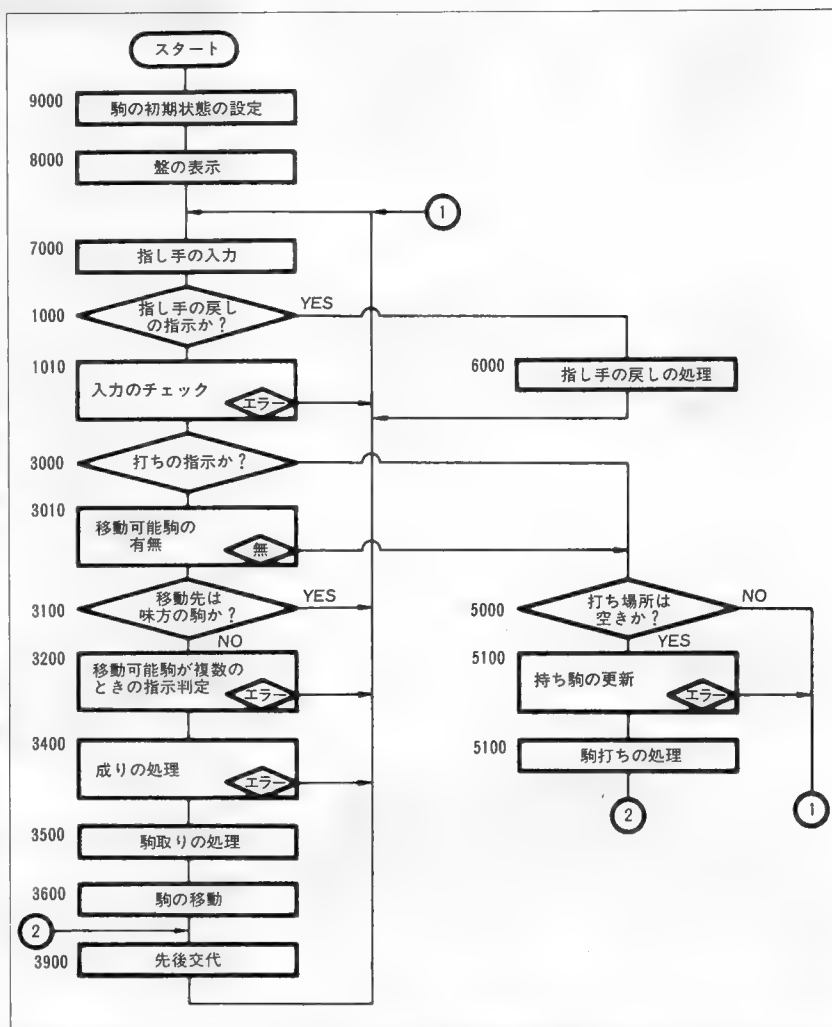 スタート
9000
駒の初期状態の設定
8000
盤の表示
1
7000
指し手の入力
1000
指し手の戻し
の指示か?
YES
1010
入力のチェック
エラー
6000
指し手の戻しの処理
3000
打ちの指示か?
3010
移動可能駒の
有無
無
3100
移動先は
味方の駒か?
YES
NO
5000
打ち場所は
空きか?
NO
YES
3200
移動可能駒が複数の
ときの指示判定
エラー
5100
持ち駒の更新
エラー
3400
成りの処理
エラー
5100
駒打ちの処理
2
1
3500
駒取りの処理
3600
駒の移動
2
3900
先後交代